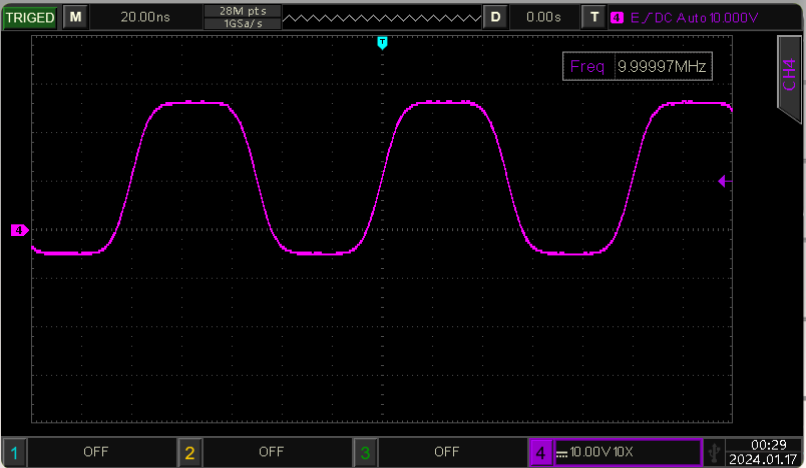 TRIGED M 20.00ns 28M pts D 0.00s T 4 E DC Auto 10.000V
1GSa/s
T
Freq 9.99997MHz
CH4
4
1 OFF 2 OFF 3 OFF 4 10.00V 10X 00:29
2024.01.17